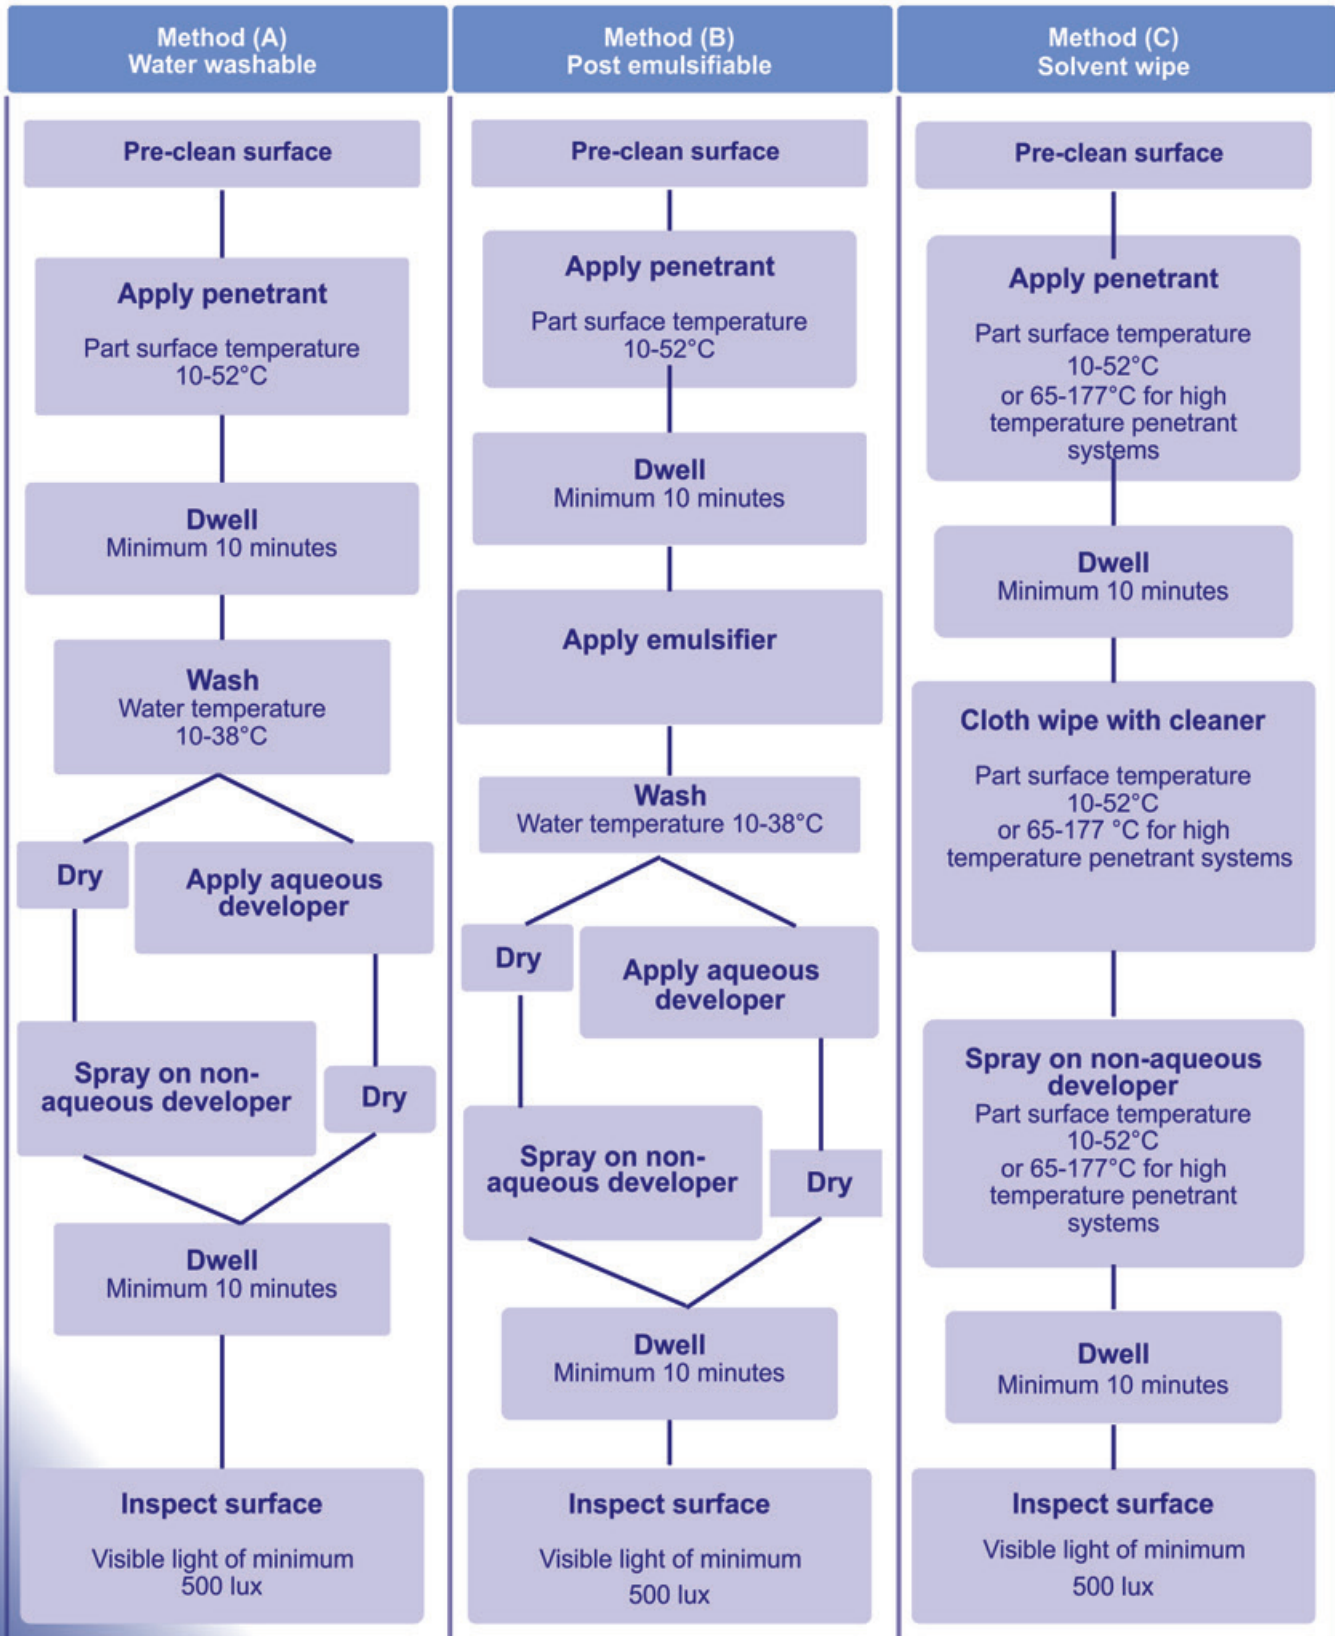 Method (A)
Water washable
Pre-clean surface
Apply penetrant
Part surface temperature
10-52°C
Dwell
Minimum 10 minutes
Wash
Water temperature
10-38°C
Dry
Apply aqueous
developer
Spray on non-
aqueous developer
Dry
Dwell
Minimum 10 minutes
Inspect surface
Visible light of minimum
500 lux
Method (B)
Post emulsifiable
Pre-clean surface
Apply penetrant
Part surface temperature
10-52°C
Dwell
Minimum 10 minutes
Apply emulsifier
Wash
Water temperature 10-38°C
Dry
Apply aqueous
developer
Spray on non-
aqueous developer
Dry
Dwell
Minimum 10 minutes
Inspect surface
Visible light of minimum
500 lux
Method (C)
Solvent wipe
Pre-clean surface
Apply penetrant
Part surface temperature
10-52°C
or 65-177°C for high
temperature penetrant
systems
Dwell
Minimum 10 minutes
Cloth wipe with cleaner
Part surface temperature
10-52°C
or 65-177 °C for high
temperature penetrant systems
Spray on non-aqueous
developer
Part surface temperature
10-52°C
or 65-177°C for high
temperature penetrant
systems
Dwell
Minimum 10 minutes
Inspect surface
Visible light of minimum
500 lux